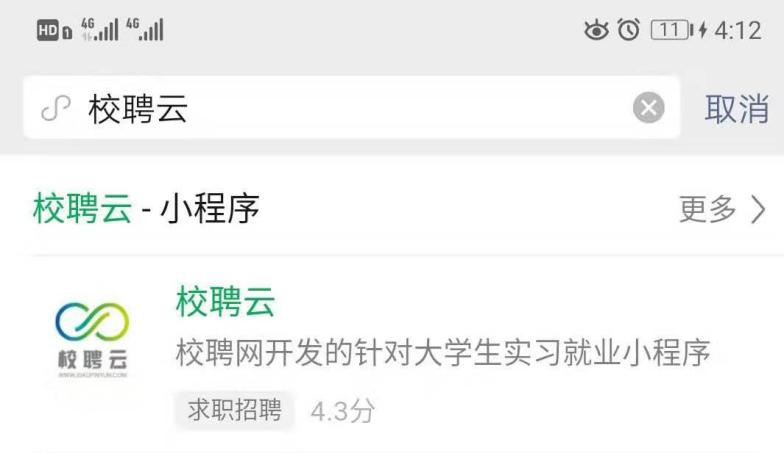 HD 1 4G 4G 11 4:12
校聘云 取消
校聘云 - 小程序 更多
校聘云
校聘云
校聘网开发的针对大学生实习就业小程序
求职招聘 4.3分